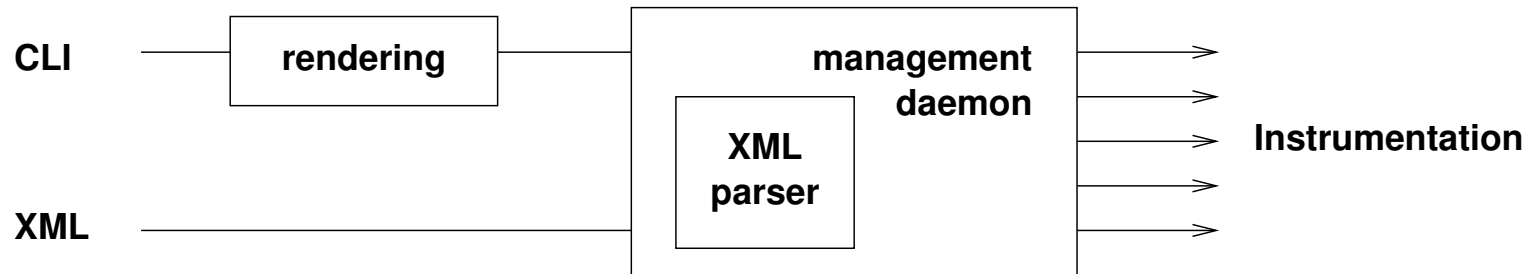 CLI
rendering
management
daemon
XML
parser
Instrumentation
XML